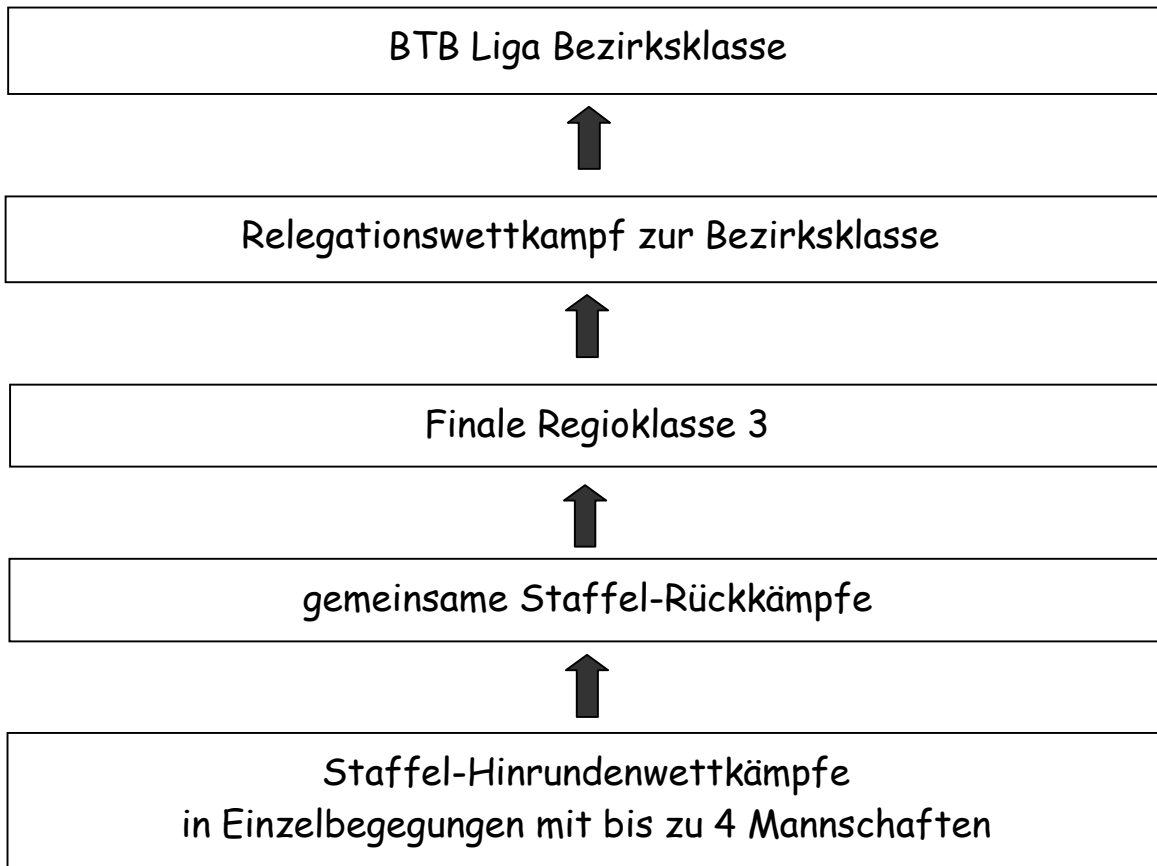 BTB Liga Bezirksklasse
Relegationswettkampf zur Bezirksklasse
Finale Regioklasse 3
gemeinsame Staffel-Rückkämpfe
Staffel-Hinrundenwettkämpfe
in Einzelbegegungen mit bis zu 4 Mannschaften